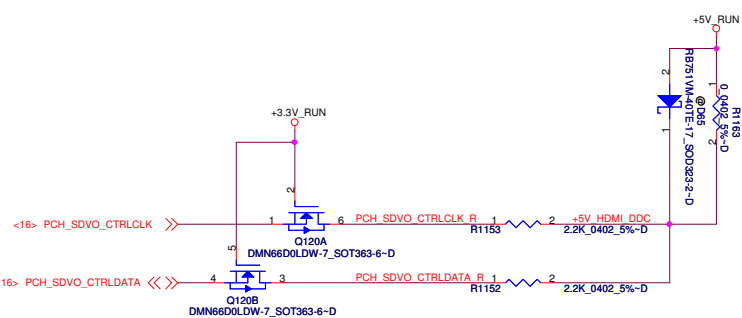 +5V_RUN
2
1
RB751VM-40TE-17_SOD323-2~D
@D65
1
2
0_0402_5%~D
R1163
+3.3V_RUN
2
<16> PCH_SDVO_CTRLCLK
1
6
PCH_SDVO_CTRLCLK_R
1
2
+5V_HDMI_DDC
R1153
2.2K_0402_5%~D
Q120A
DMN66D0LDW-7_SOT363-6~D
5
16> PCH_SDVO_CTRLDATA
4
3
PCH_SDVO_CTRLDATA_R
1
2
R1152
2.2K_0402_5%~D
Q120B
DMN66D0LDW-7_SOT363-6~D